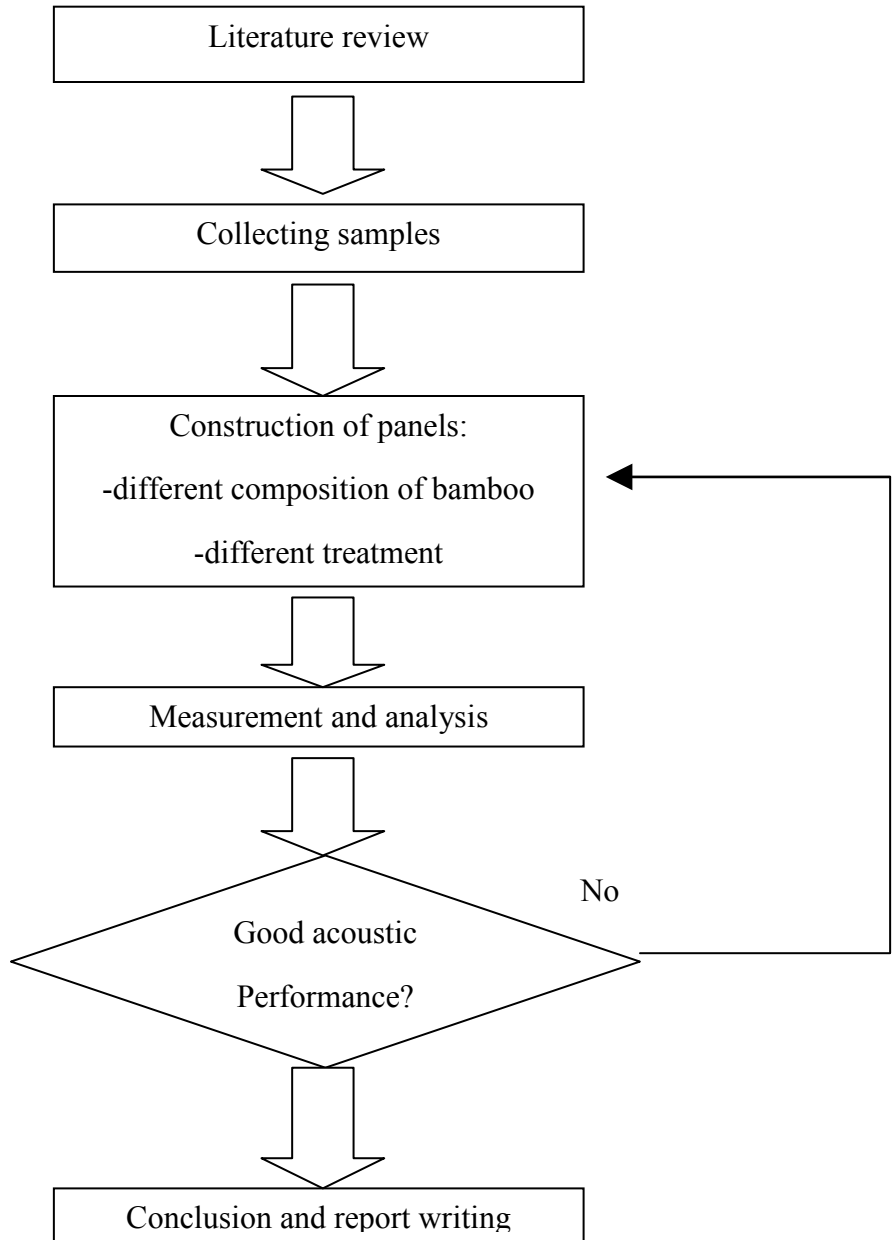 Literature review
Collecting samples
Construction of panels:
-different composition of bamboo
-different treatment
Measurement and analysis
No
Good acoustic
Performance?
Conclusion and report writing